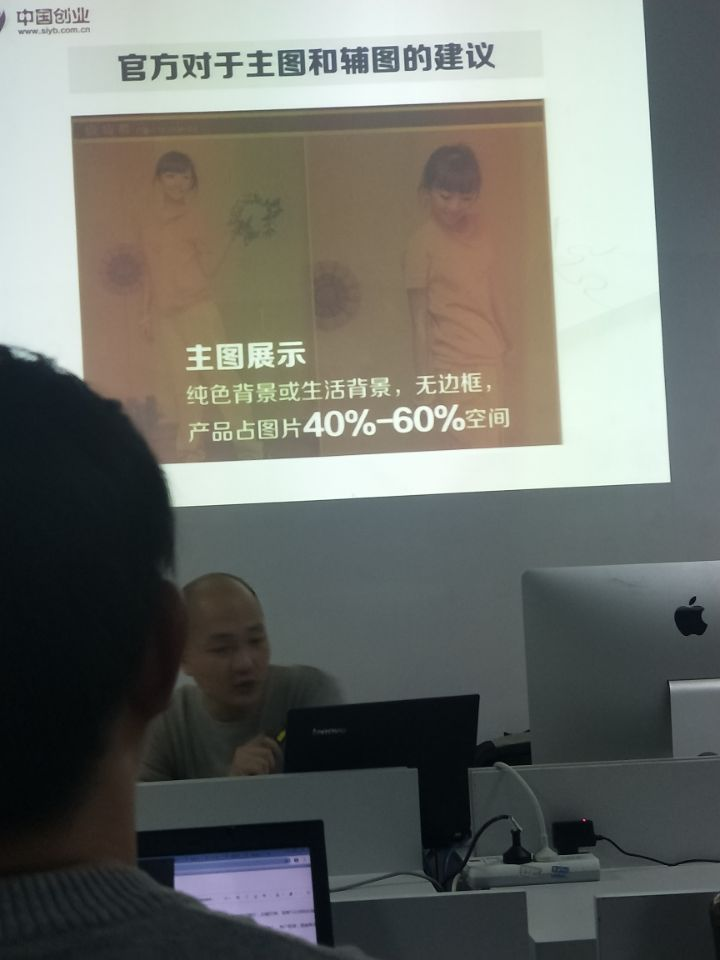 中国创业
www.siyb.com.cn
官方对于主图和辅图的建议
主图展示
纯色背景或生活背景，无边框，
产品占图片40%-60%空间
lenovo